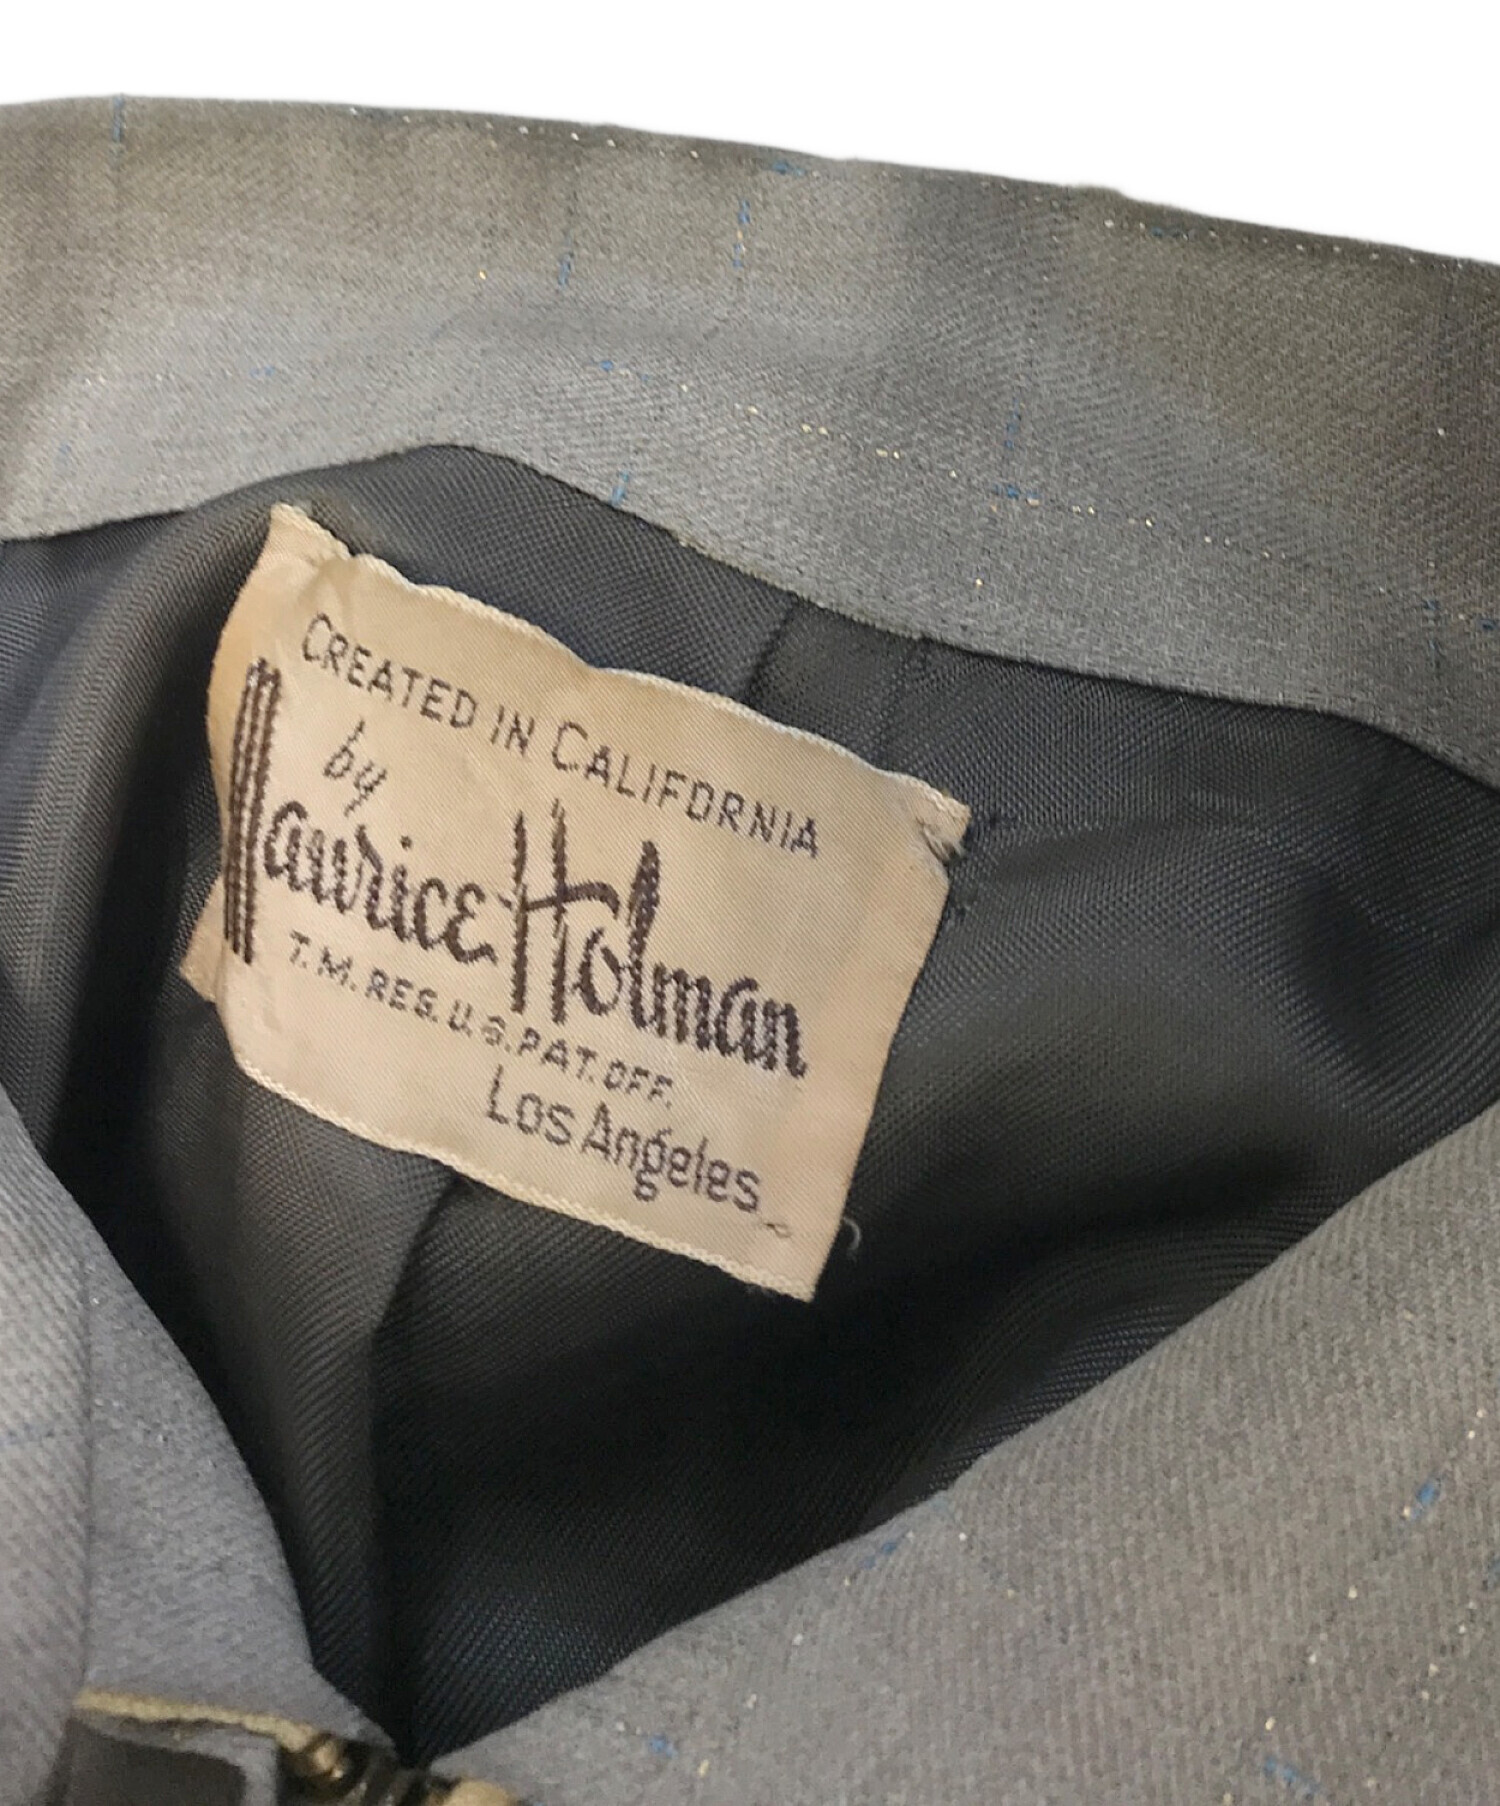 CREATED IN CALIFORNIA
by
Maurice Holman
T.M. REG. U.S. PAT. OFF.
Los Angeles